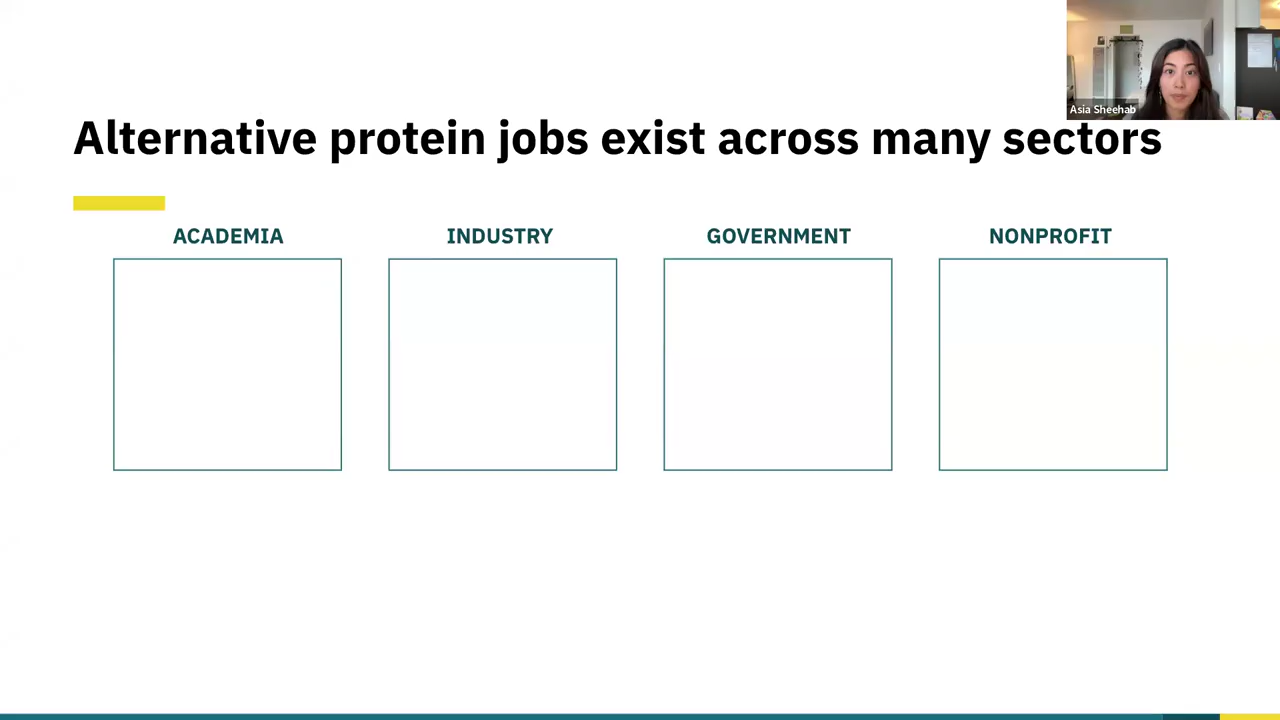 Asia Sheehab
Alternative protein jobs exist across many sectors
ACADEMIA
INDUSTRY
GOVERNMENT
NONPROFIT